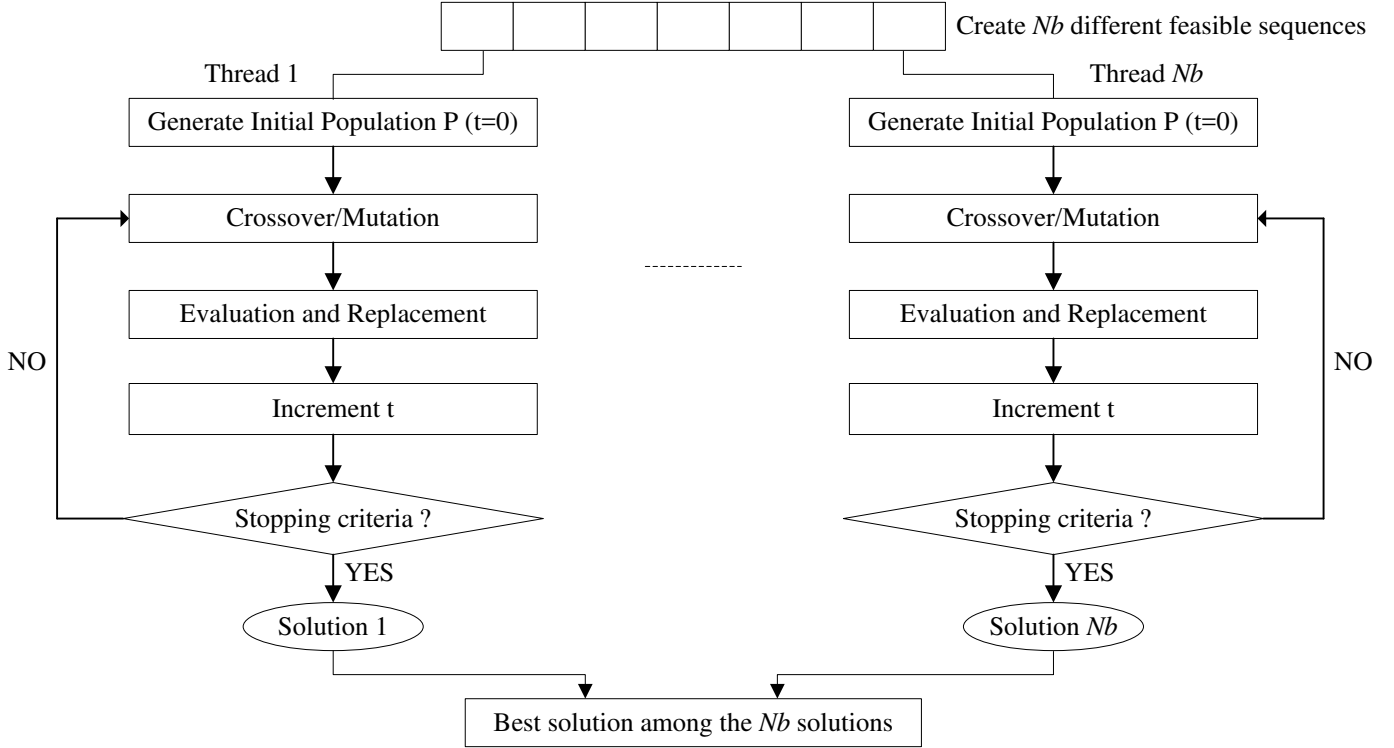 Create Nb different feasible sequences
Thread 1
Thread Nb
Generate Initial Population P (t=0)
Generate Initial Population P (t=0)
Crossover/Mutation
Crossover/Mutation
Evaluation and Replacement
Evaluation and Replacement
NO
NO
Increment t
Increment t
Stopping criteria ?
Stopping criteria ?
YES
YES
Solution 1
Solution Nb
Best solution among the Nb solutions